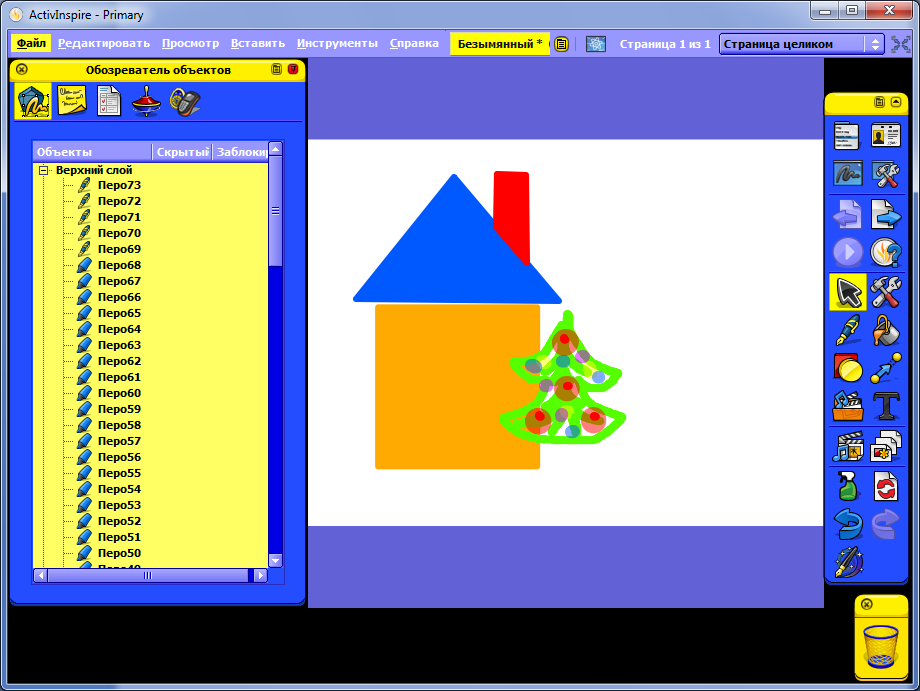 ActivInspire - Primary
Файл Редактировать Просмотр Вставить Инструменты Справка Безымянный * Страница 1 из 1 Страница целиком
Обозреватель объектов
Объекты Скрытый Заблоки
Верхний слой
Перо73
Перо72
Перо71
Перо70
Перо69
Перо68
Перо67
Перо66
Перо65
Перо64
Перо63
Перо62
Перо61
Перо60
Перо59
Перо58
Перо57
Перо56
Перо55
Перо54
Перо53
Перо52
Перо51
Перо50